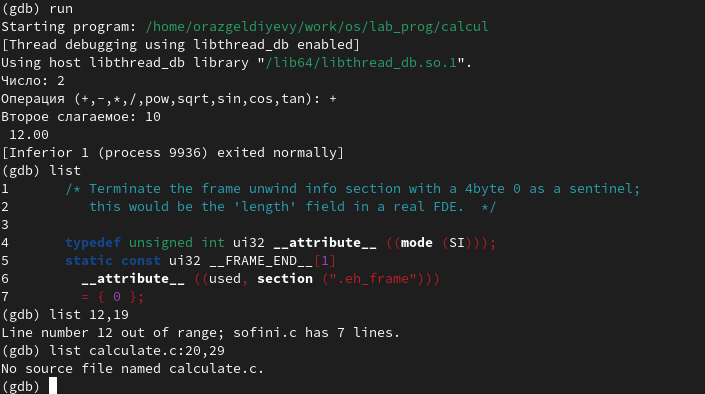 (gdb) run
Starting program: /home/orazgeldiyevy/work/os/lab_prog/calcul
[Thread debugging using libthread_db enabled]
Using host libthread_db library "/lib64/libthread_db.so.1".
Число: 2
Операция (+,-,*,/,pow,sqrt,sin,cos,tan): +
Второе слагаемое: 10
 12.00
[Inferior 1 (process 9936) exited normally]
(gdb) list
1       /* Terminate the frame unwind info section with a 4byte 0 as a sentinel;
2          this would be the 'length' field in a real FDE.  */
3
4       typedef unsigned int ui32 __attribute__ ((mode (SI)));
5       static const ui32 __FRAME_END__[1]
6         __attribute__ ((used, section (".eh_frame")))
7         = { 0 };
(gdb) list 12,19
Line number 12 out of range; sofini.c has 7 lines.
(gdb) list calculate.c:20,29
No source file named calculate.c.
(gdb)